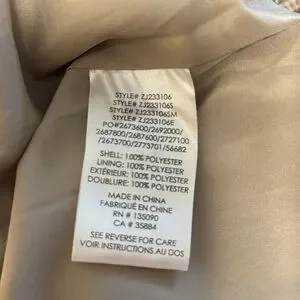 STYLE# ZJ233106
STYLE# ZJ233106S
STYLE# ZJ233106SM
STYLE# ZJ233106E
PO#2673600/2692000/
2687800/2687600/2727100
/2673700/2773701/56682
SHELL: 100% POLYESTER
LINING: 100% POLYESTER
EXTÉRIEUR: 100% POLYESTER
DOUBLURE: 100% POLYESTER
MADE IN CHINA
FABRIQUÉ EN CHINE
RN # 135090
CA # 35884
SEE REVERSE FOR CARE
VOIR INSTRUCTIONS AU DOS